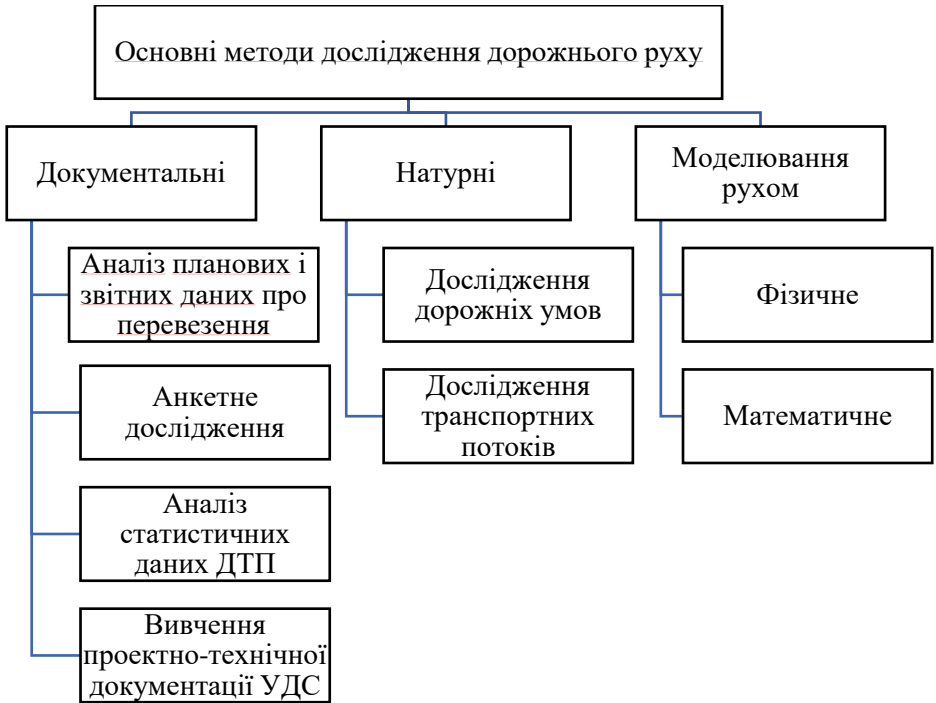 Основні методи дослідження дорожнього руху
Документальні
Аналіз планових і
звітних даних про
перевезення
Анкетне
дослідження
Аналіз
статистичних
даних ДТП
Вивчення
проектно-технічної
документації УДС
Натурні
Дослідження
дорожніх умов
Дослідження
транспортних
потоків
Моделювання
рухом
Фізичне
Математичне